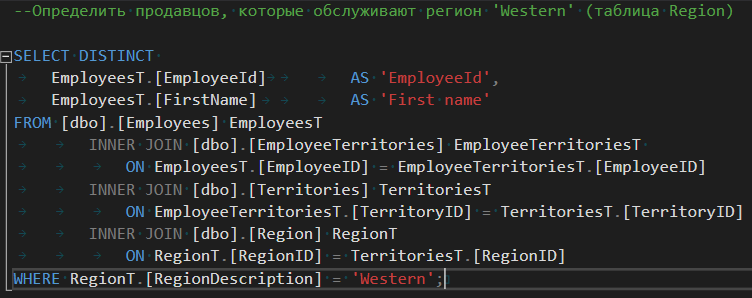 --Определить продавцов, которые обслуживают регион 'Western' (таблица Region)
SELECT DISTINCT
EmployeesT.[EmployeeId] AS 'EmployeeId',
EmployeesT.[FirstName] AS 'First name'
FROM [dbo].[Employees] EmployeesT
INNER JOIN [dbo].[EmployeeTerritories] EmployeeTerritoriesT
ON EmployeesT.[EmployeeID] = EmployeeTerritoriesT.[EmployeeID]
INNER JOIN [dbo].[Territories] TerritoriesT
ON EmployeeTerritoriesT.[TerritoryID] = TerritoriesT.[TerritoryID]
INNER JOIN [dbo].[Region] RegionT
ON RegionT.[RegionID] = TerritoriesT.[RegionID]
WHERE RegionT.[RegionDescription] = 'Western';